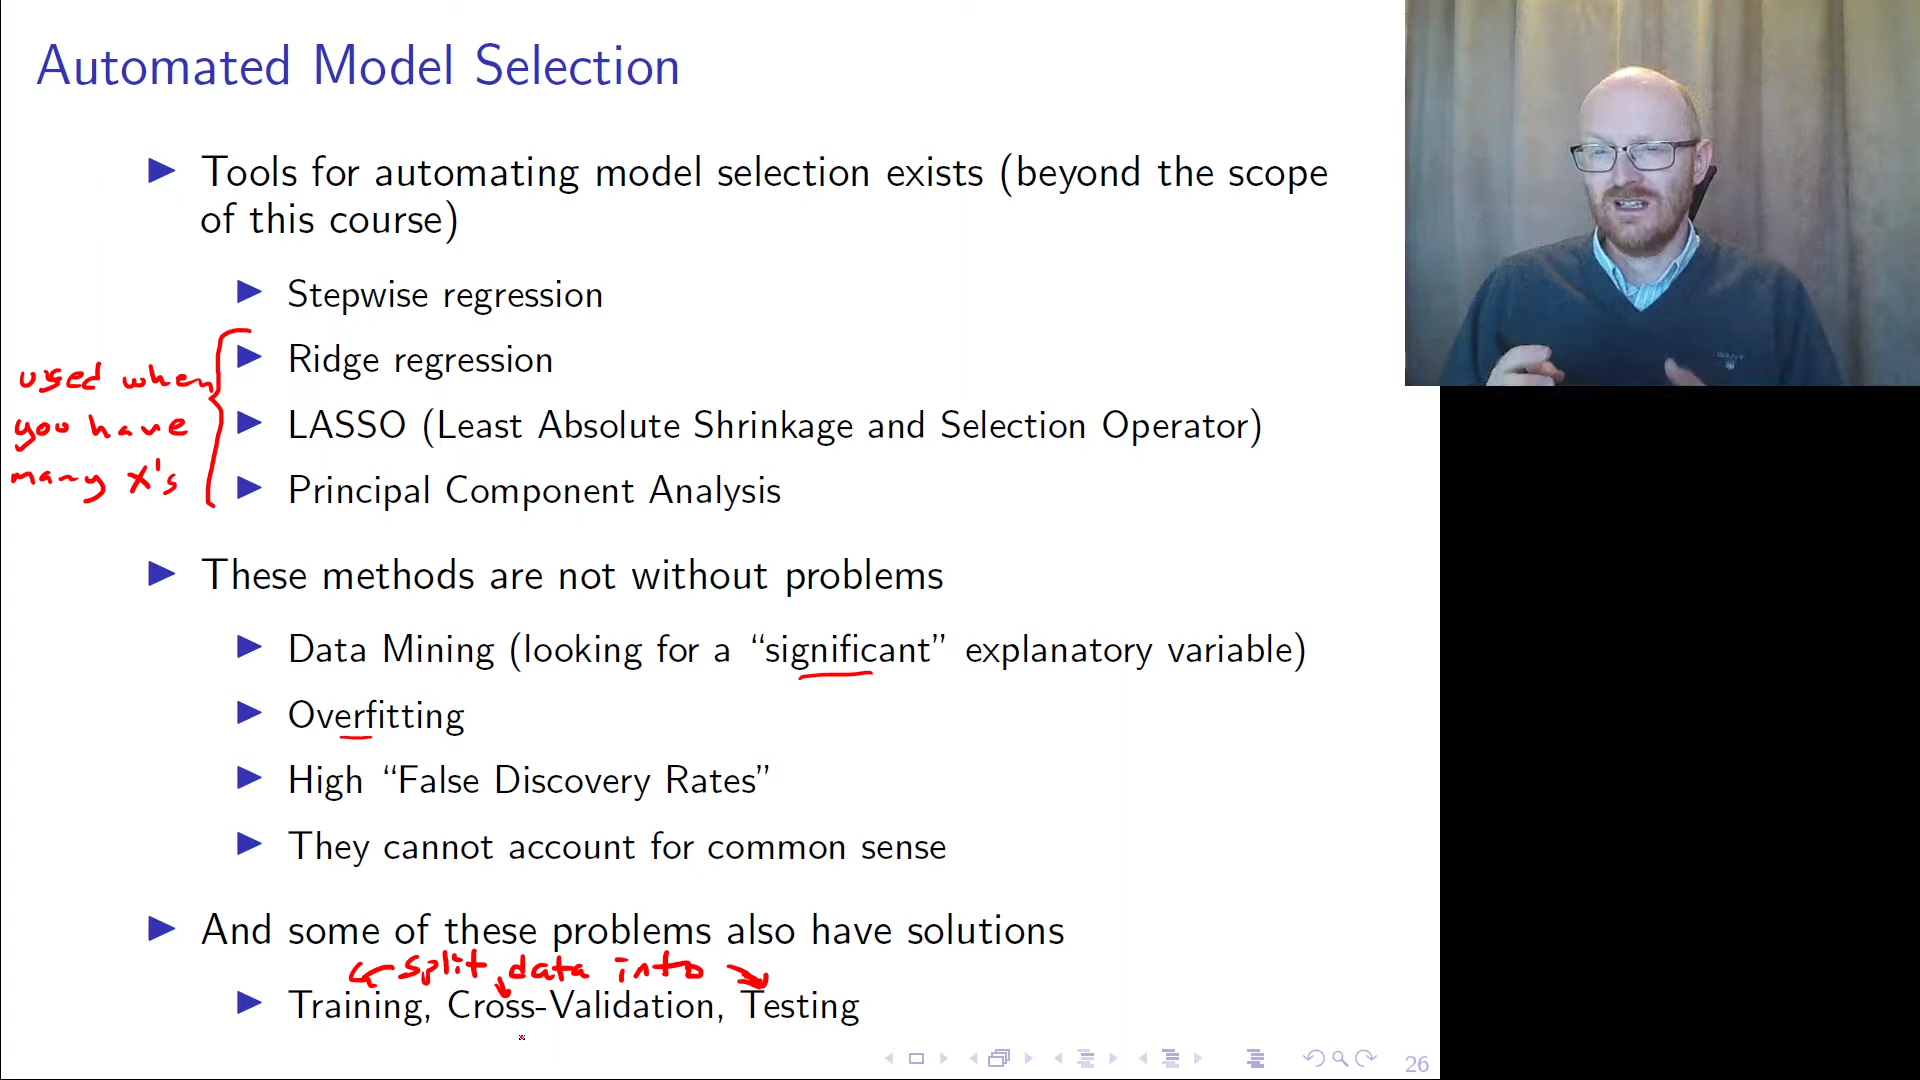 Automated Model Selection
Tools for automating model selection exists (beyond the scope
of this course)
Stepwise regression
Ridge regression
used when
LASSO (Least Absolute Shrinkage and Selection Operator)
you have
many X's
Principal Component Analysis
These methods are not without problems
Data Mining (looking for a “significant” explanatory variable)
Overfitting
High “False Discovery Rates”
They cannot account for common sense
And some of these problems also have solutions
split data into
Training, Cross-Validation, Testing
26
GANT